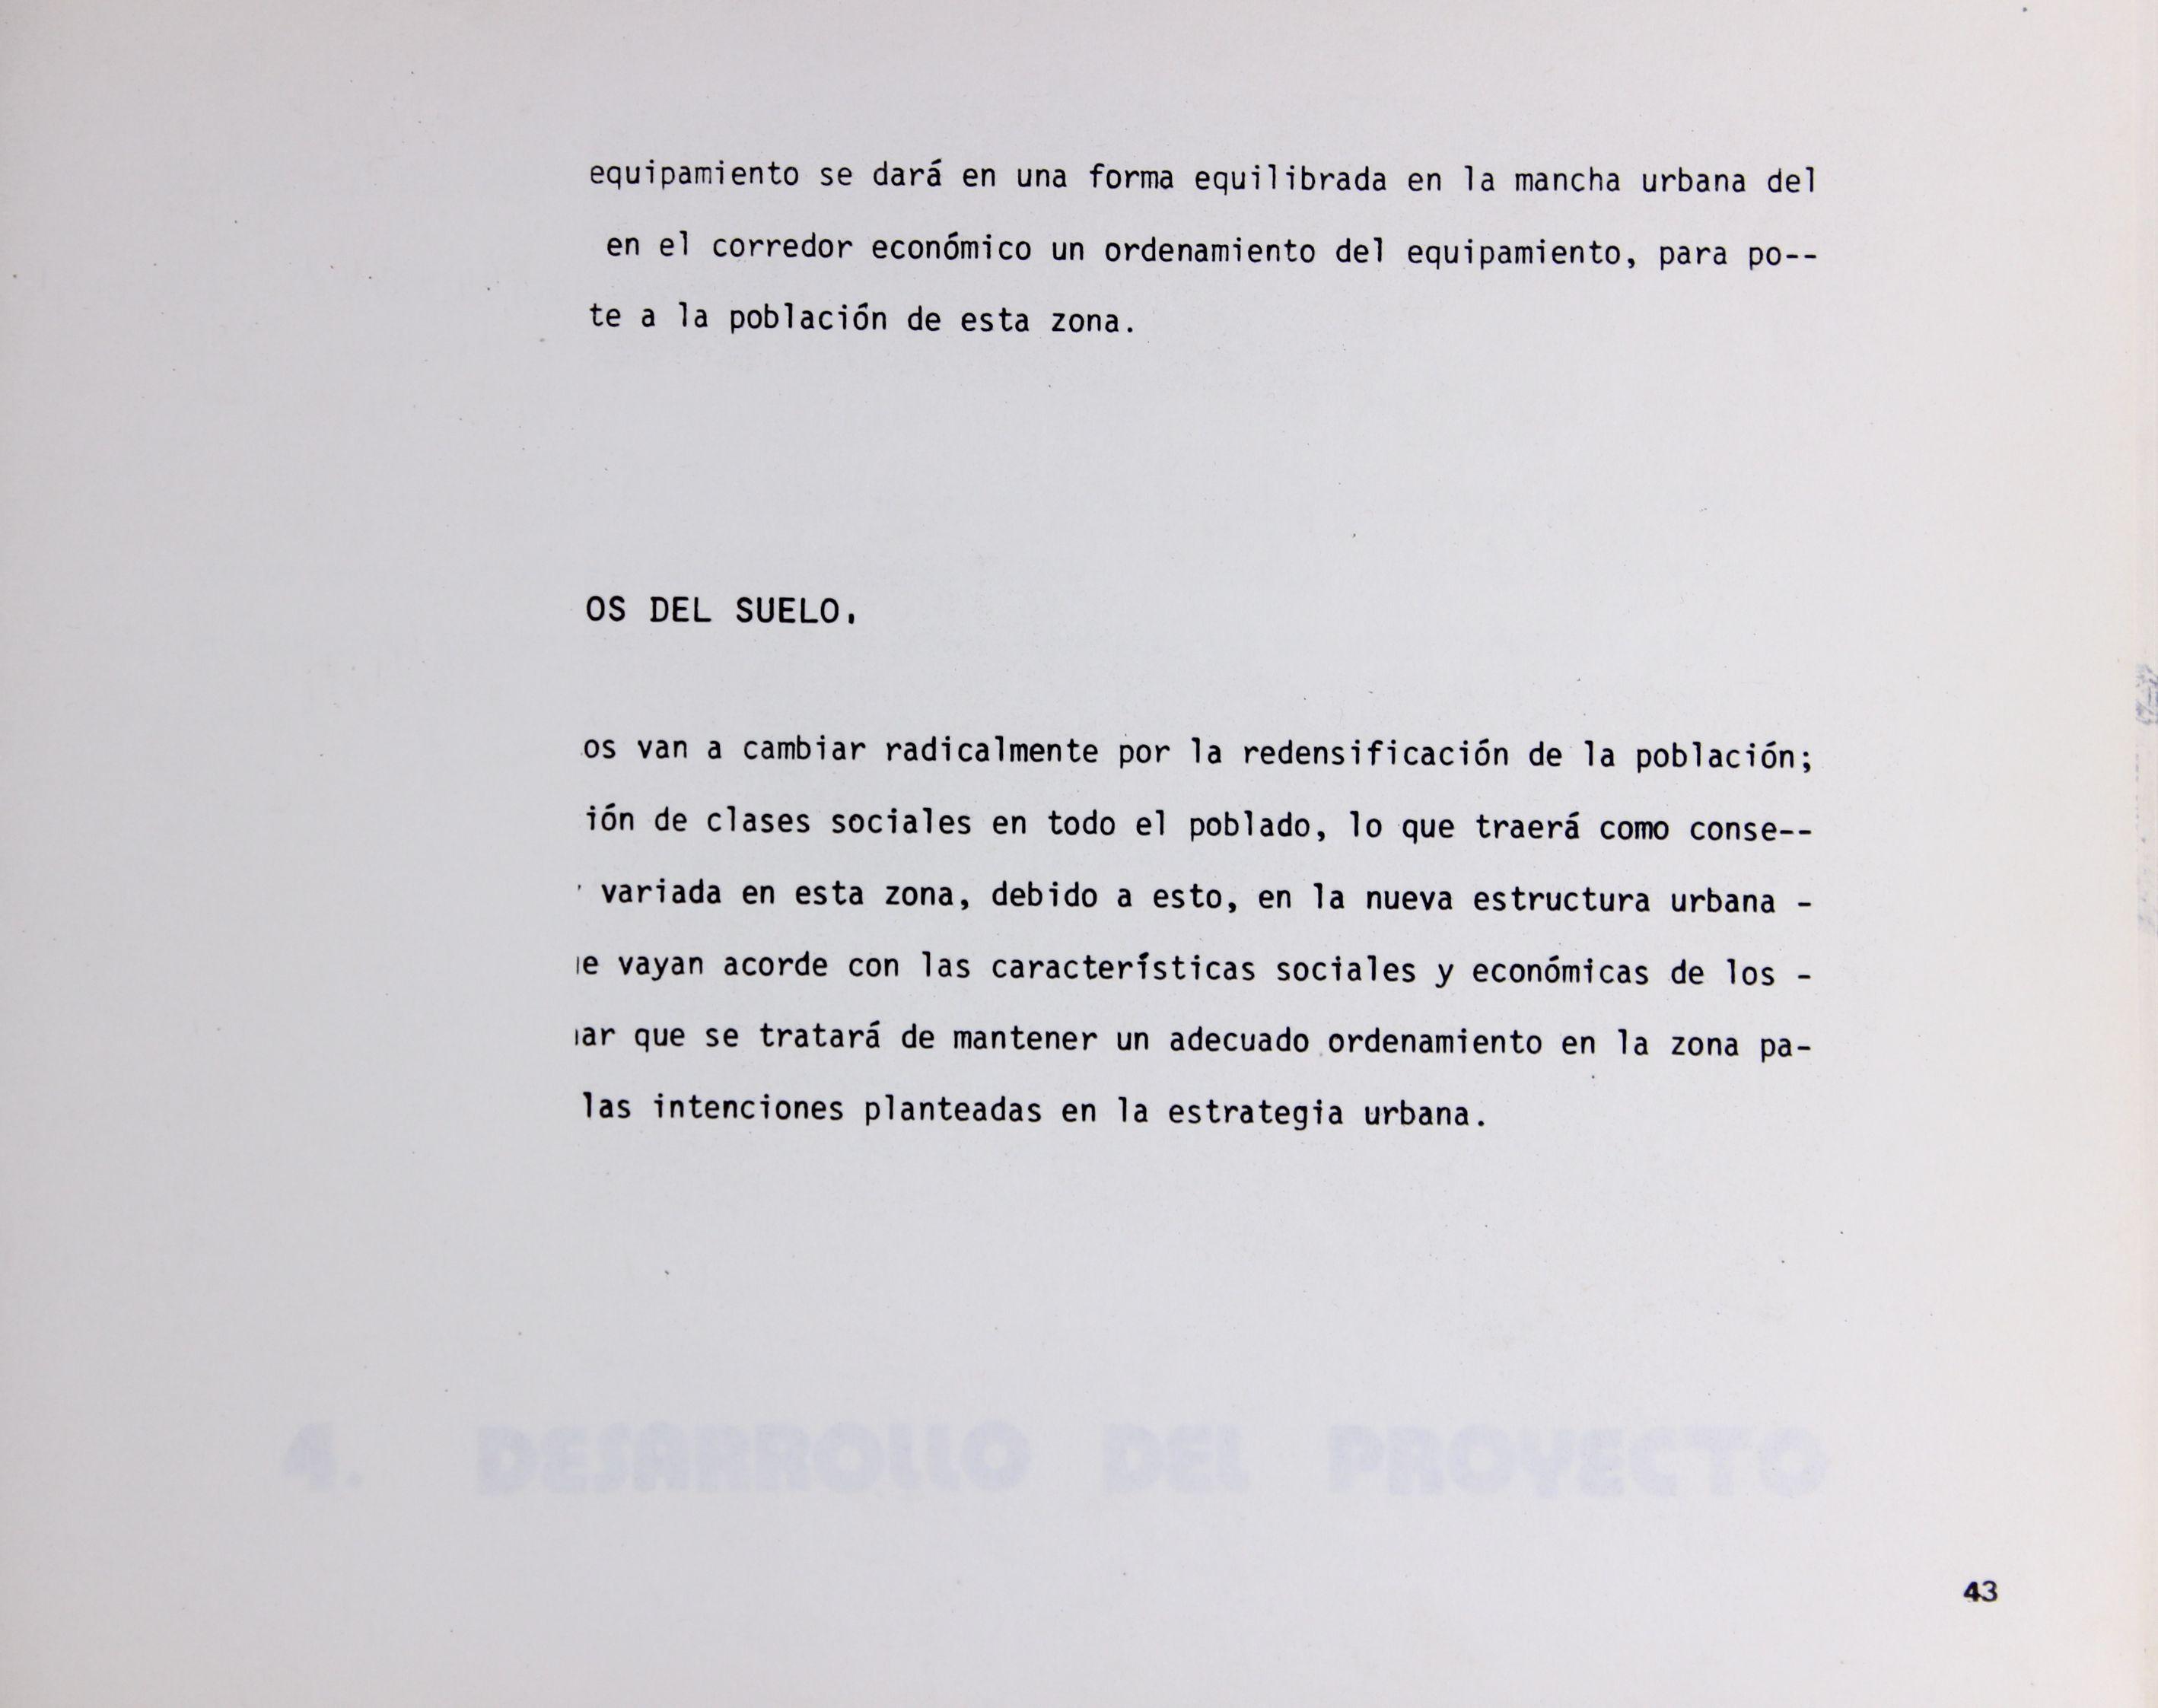 equipamiento se dará en una forma equilibrada en la mancha urbana del
en el corredor económico un ordenamiento del equipamiento, para po--
te a la población de esta zona.
OS DEL SUELO.
os van a cambiar radicalmente por la redensificación de la población;
ión de clases sociales en todo el poblado, lo que traerá como conse--
variada en esta zona, debido a esto, en la nueva estructura urbana -
e vayan acorde con las características sociales y económicas de los -
ar que se tratará de mantener un adecuado ordenamiento en la zona pa-
las intenciones planteadas en la estrategia urbana.
4. DESARROLLO DEL PROYECTO
43